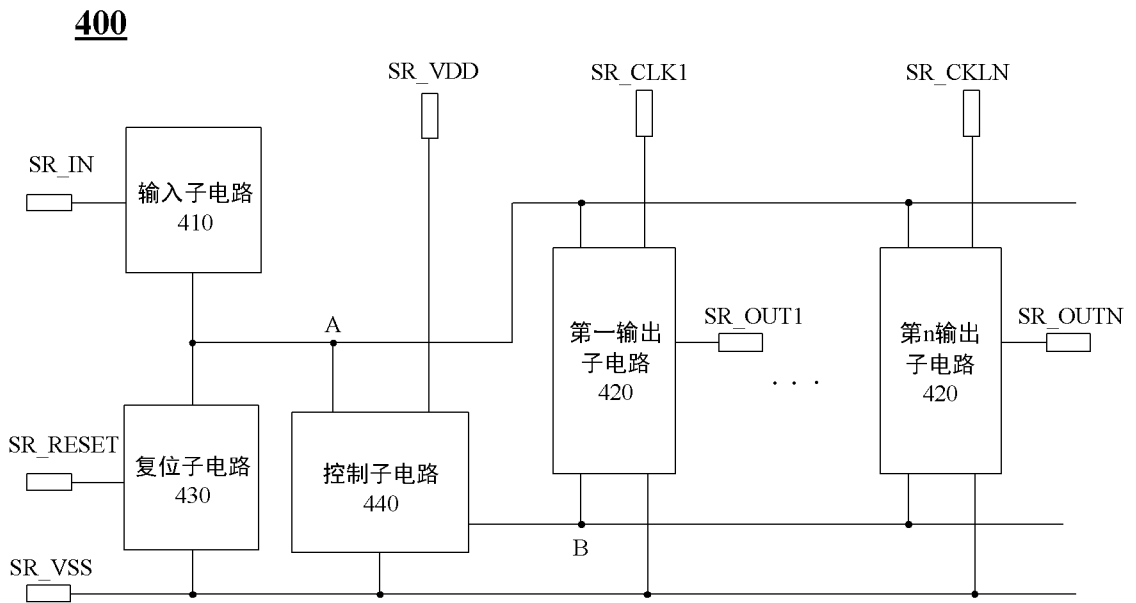 400
SR_VDD
SR_CLK1
SR_CKLN
SR_IN
输入子电路
410
A
第一输出
子电路
420
SR_OUT1
. . .
第n输出
子电路
420
SR_OUTN
SR_RESET
复位子电路
430
控制子电路
440
B
SR_VSS